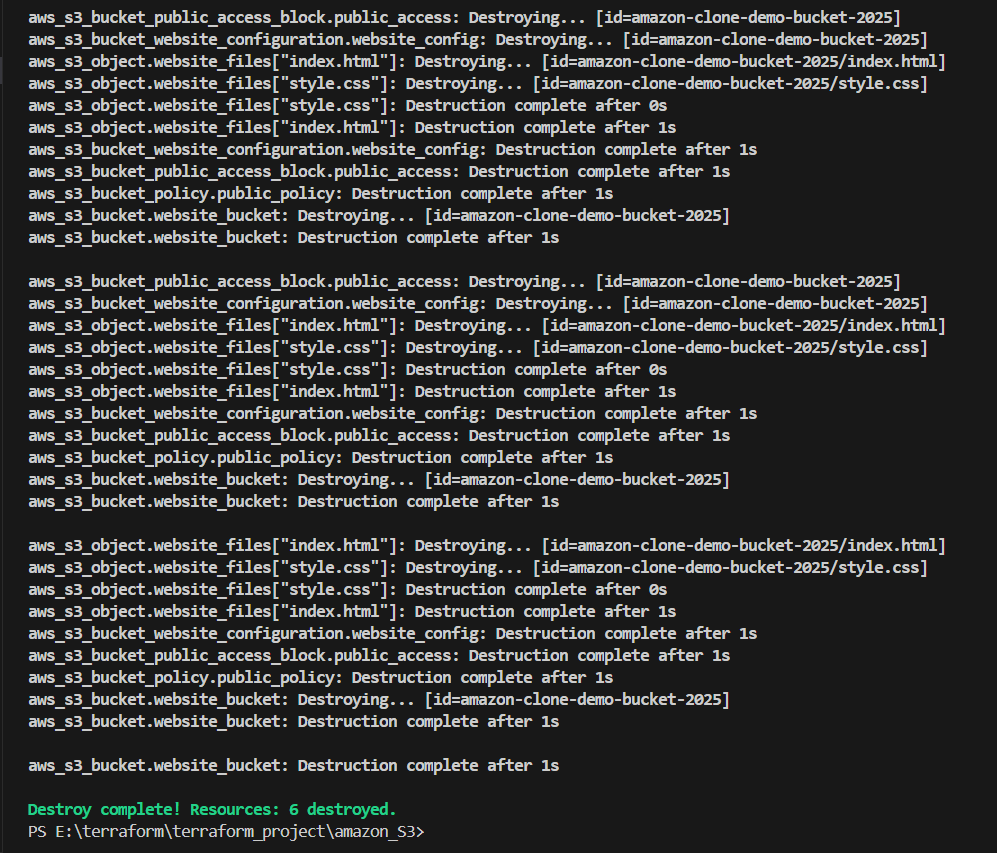 aws_s3_bucket_public_access_block.public_access: Destroying... [id=amazon-clone-demo-bucket-2025]
aws_s3_bucket_website_configuration.website_config: Destroying... [id=amazon-clone-demo-bucket-2025]
aws_s3_object.website_files["index.html"]: Destroying... [id=amazon-clone-demo-bucket-2025/index.html]
aws_s3_object.website_files["style.css"]: Destroying... [id=amazon-clone-demo-bucket-2025/style.css]
aws_s3_object.website_files["style.css"]: Destruction complete after 0s
aws_s3_object.website_files["index.html"]: Destruction complete after 1s
aws_s3_bucket_website_configuration.website_config: Destruction complete after 1s
aws_s3_bucket_public_access_block.public_access: Destruction complete after 1s
aws_s3_bucket_policy.public_policy: Destruction complete after 1s
aws_s3_bucket.website_bucket: Destroying... [id=amazon-clone-demo-bucket-2025]
aws_s3_bucket.website_bucket: Destruction complete after 1s

aws_s3_bucket_public_access_block.public_access: Destroying... [id=amazon-clone-demo-bucket-2025]
aws_s3_bucket_website_configuration.website_config: Destroying... [id=amazon-clone-demo-bucket-2025]
aws_s3_object.website_files["index.html"]: Destroying... [id=amazon-clone-demo-bucket-2025/index.html]
aws_s3_object.website_files["style.css"]: Destroying... [id=amazon-clone-demo-bucket-2025/style.css]
aws_s3_object.website_files["style.css"]: Destruction complete after 0s
aws_s3_object.website_files["index.html"]: Destruction complete after 1s
aws_s3_bucket_website_configuration.website_config: Destruction complete after 1s
aws_s3_bucket_public_access_block.public_access: Destruction complete after 1s
aws_s3_bucket_policy.public_policy: Destruction complete after 1s
aws_s3_bucket.website_bucket: Destroying... [id=amazon-clone-demo-bucket-2025]
aws_s3_bucket.website_bucket: Destruction complete after 1s

aws_s3_object.website_files["index.html"]: Destroying... [id=amazon-clone-demo-bucket-2025/index.html]
aws_s3_object.website_files["style.css"]: Destroying... [id=amazon-clone-demo-bucket-2025/style.css]
aws_s3_object.website_files["style.css"]: Destruction complete after 0s
aws_s3_object.website_files["index.html"]: Destruction complete after 1s
aws_s3_bucket_website_configuration.website_config: Destruction complete after 1s
aws_s3_bucket_public_access_block.public_access: Destruction complete after 1s
aws_s3_bucket_policy.public_policy: Destruction complete after 1s
aws_s3_bucket.website_bucket: Destroying... [id=amazon-clone-demo-bucket-2025]
aws_s3_bucket.website_bucket: Destruction complete after 1s

aws_s3_bucket.website_bucket: Destruction complete after 1s

Destroy complete! Resources: 6 destroyed.
PS E:\terraform\terraform_project\amazon_S3>